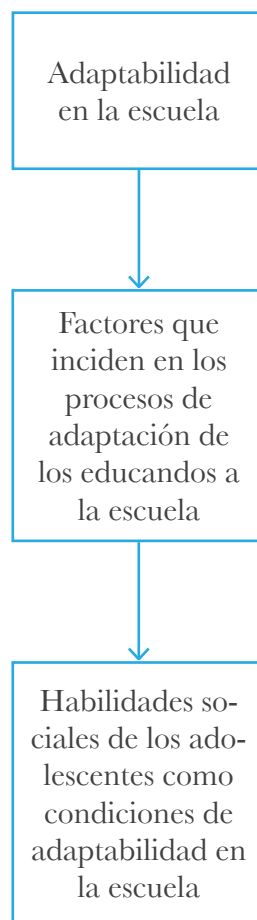 Adaptabilidad
en la escuela
Factores que
inciden en los
procesos de
adaptación de
los educandos a
la escuela
Habilidades so-
ciales de los ado-
lescentes como
condiciones de
adaptabilidad en
la escuela